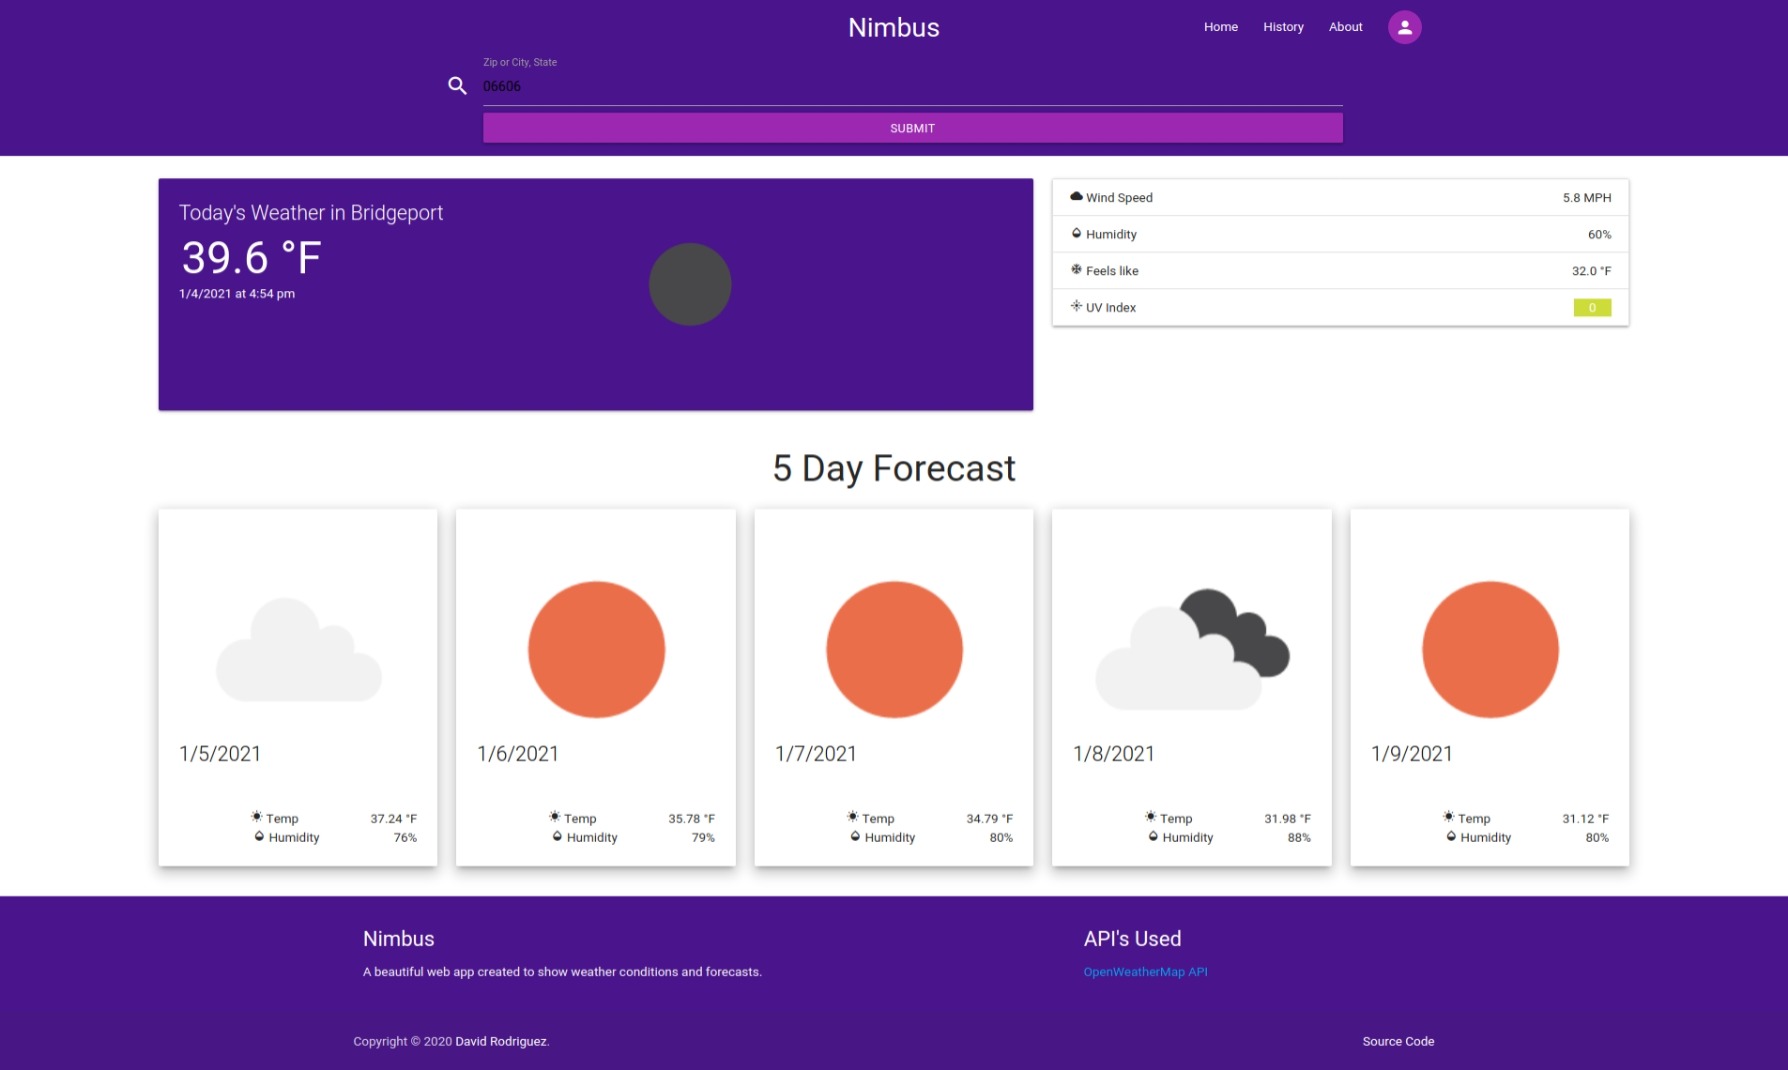 Nimbus
Home History About
Zip or City, State
06606
SUBMIT
Today's Weather in Bridgeport
39.6 °F
1/4/2021 at 4:54 pm
Wind Speed 5.8 MPH
Humidity 60%
Feels like 32.0 °F
UV Index 0
5 Day Forecast
1/5/2021
Temp 37.24 °F
Humidity 76%
1/6/2021
Temp 35.78 °F
Humidity 79%
1/7/2021
Temp 34.79 °F
Humidity 80%
1/8/2021
Temp 31.98 °F
Humidity 88%
1/9/2021
Temp 31.12 °F
Humidity 80%
Nimbus
A beautiful web app created to show weather conditions and forecasts.
API's Used
OpenWeatherMap API
Copyright © 2020 David Rodriguez.
Source Code